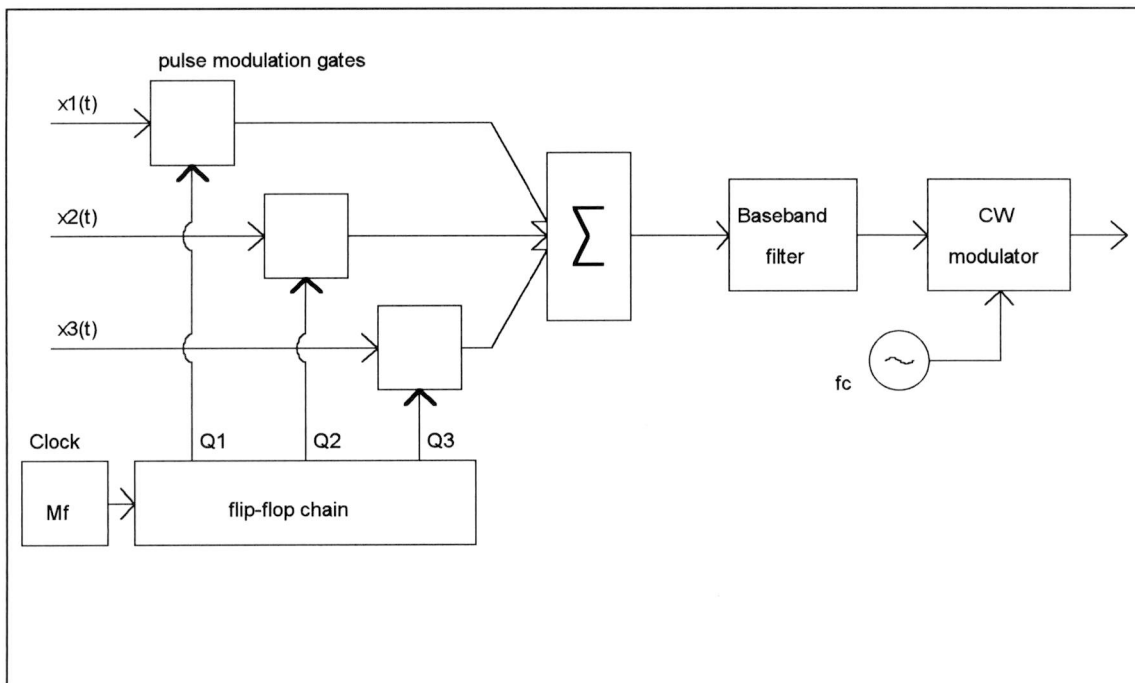 pulse modulation gates
x1(t)
x2(t)
x3(t)
Σ
Baseband
filter
CW
modulator
fc
Clock
Q1
Q2
Q3
Mf
flip-flop chain